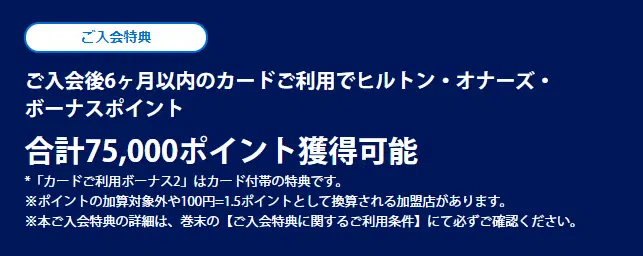 ご入会特典
ご入会後6ヶ月以内のカードご利用でヒルトン・オナーズ・
ボーナスポイント
合計75,000ポイント獲得可能
*「カードご利用ボーナス2」はカード付帯の特典です。
※ポイントの加算対象外や100円=1.5ポイントとして換算される加盟店があります。
※本ご入会特典の詳細は、巻末の【ご入会特典に関するご利用条件】にて必ずご確認ください。